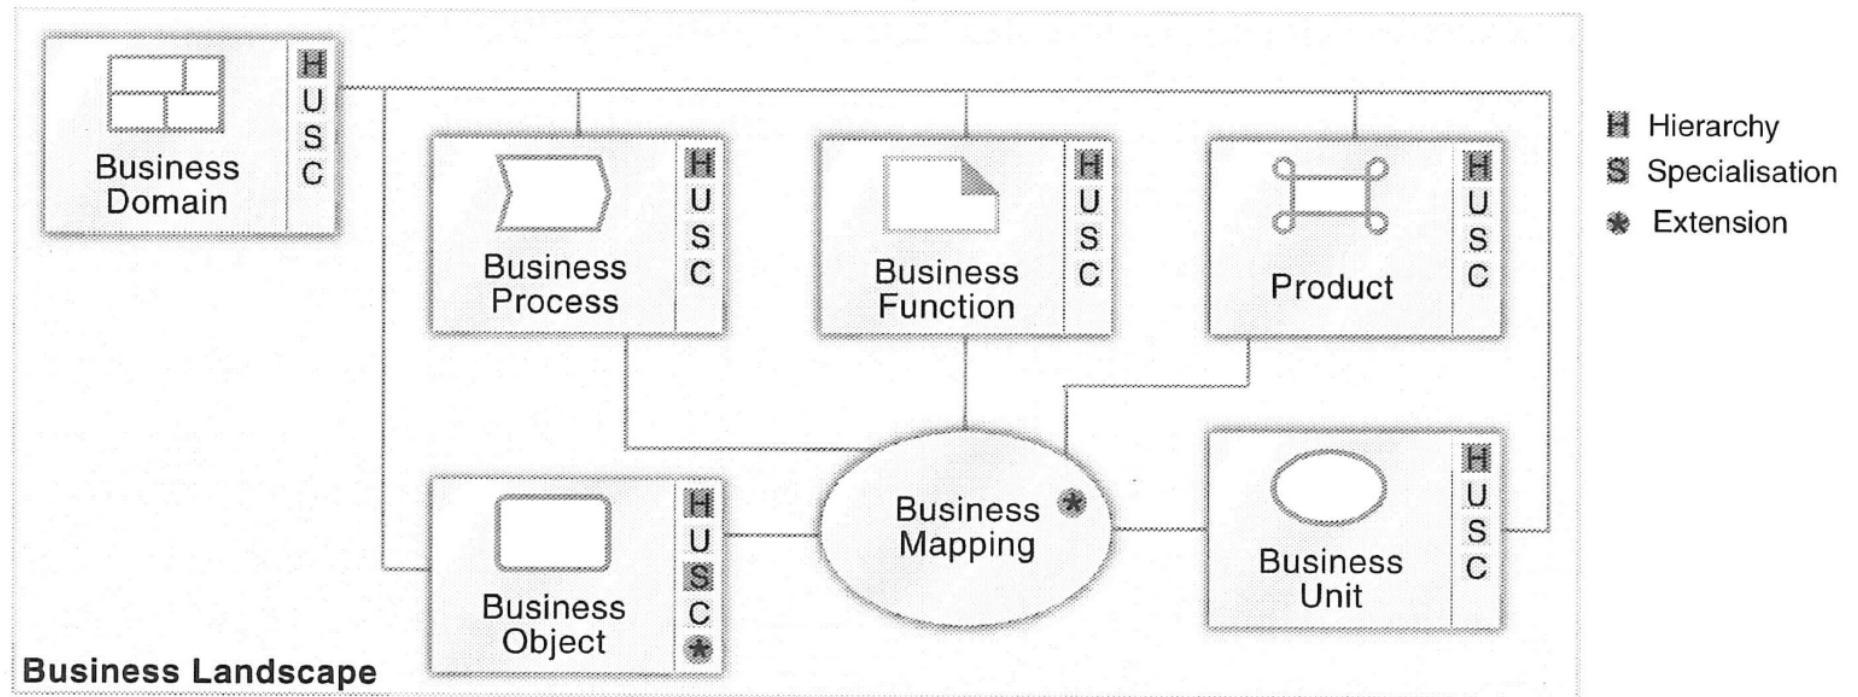 H
U
S
C
Business
Domain
H
U
S
C
Business
Process
H
U
S
C
Business
Function
H
U
S
C
Product
H Hierarchy
S Specialisation
* Extension
H
U
S
C
*
Business
Object
Business *
Mapping
H
U
S
C
Business
Unit
Business Landscape